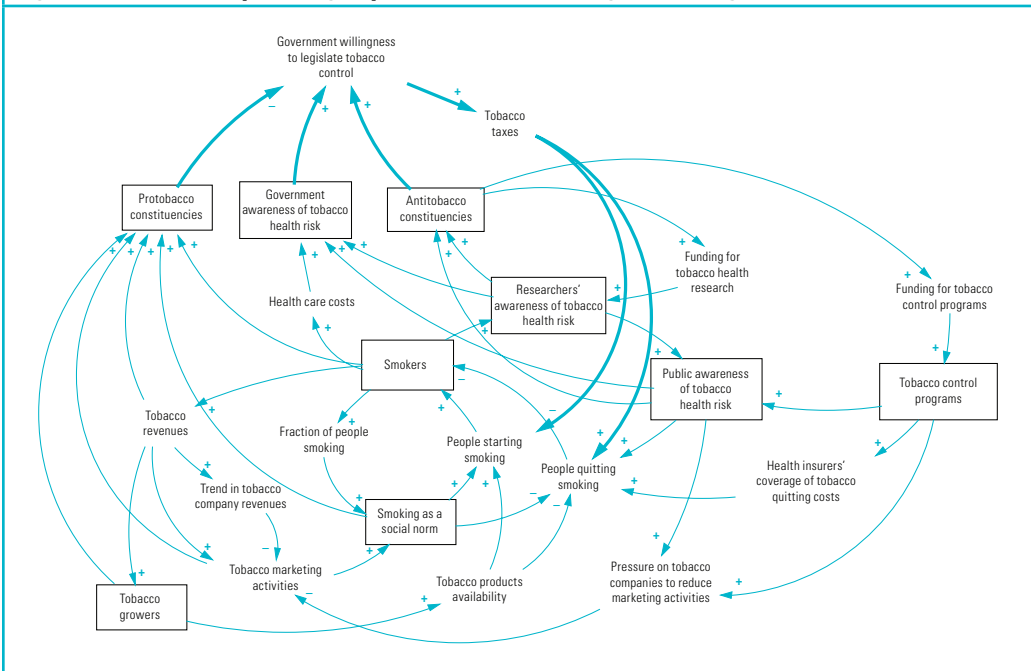 Government willingness
to legislate tobacco
control
–
+
+
+
Tobacco
taxes
Protobacco
constituencies
Government
awareness of tobacco
health risk
Antitobacco
constituencies
+
+
+
+
+
+
+
+
+
+
+
Funding for
tobacco health
research
+
Funding for tobacco
control programs
Researchers’
awareness of tobacco
health risk
+
Health care costs
+
+
+
Smokers
–
+
Public awareness
of tobacco
health risk
+
Tobacco control
programs
+
Tobacco
revenues
+
Fraction of people
smoking
+
+
People starting
smoking
–
+
+
People quitting
smoking
+
Health insurers’
coverage of tobacco
quitting costs
+
+
Trend in tobacco
company revenues
+
+
+
–
–
+
Smoking as a
social norm
–
+
+
+
Tobacco marketing
activities
–
Tobacco products
availability
+
Pressure on tobacco
companies to reduce
marketing activities
+
+
Tobacco
growers
+